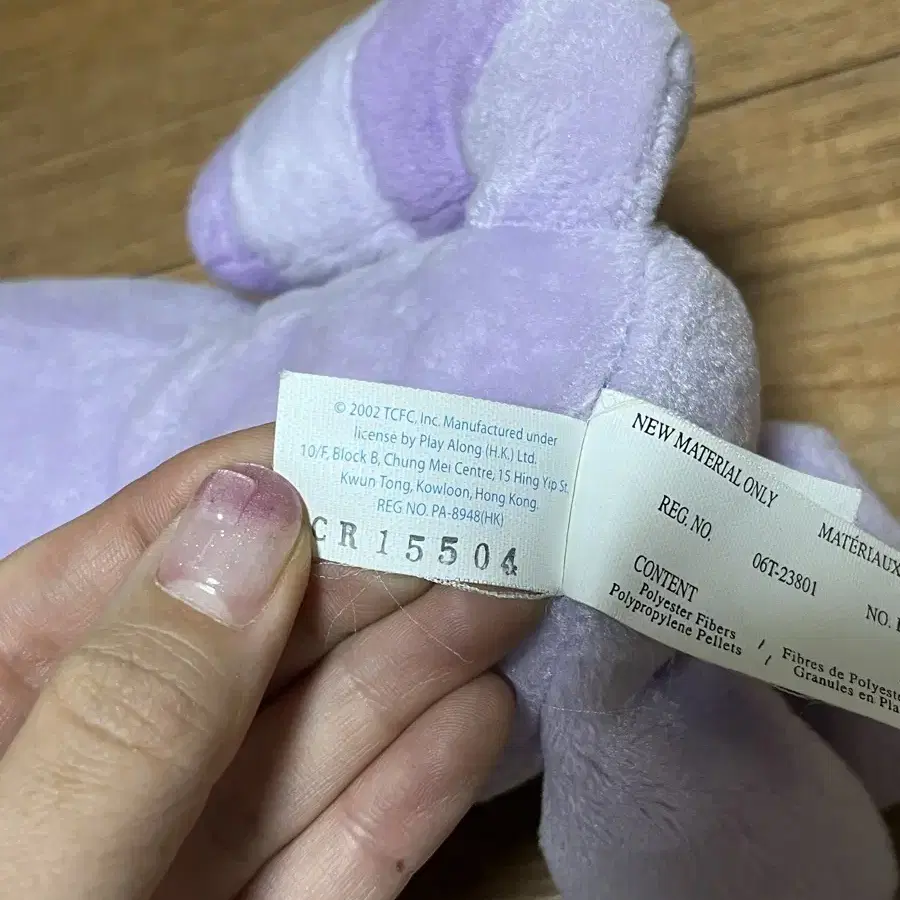 © 2002 TCFC, Inc. Manufactured under
license by Play Along (H.K.) Ltd.
10/F, Block B, Chung Mei Centre, 15 Hing Yip St.
Kwun Tong, Kowloon, Hong Kong.
REG NO. PA-8948(HK)
CR15504
NEW MATERIAL ONLY
MATÉRIAUX
REG. NO.
06T-23801
NO.
CONTENT
Polyester Fibers / Fibres de
Polypropylene Pellets / Granules en